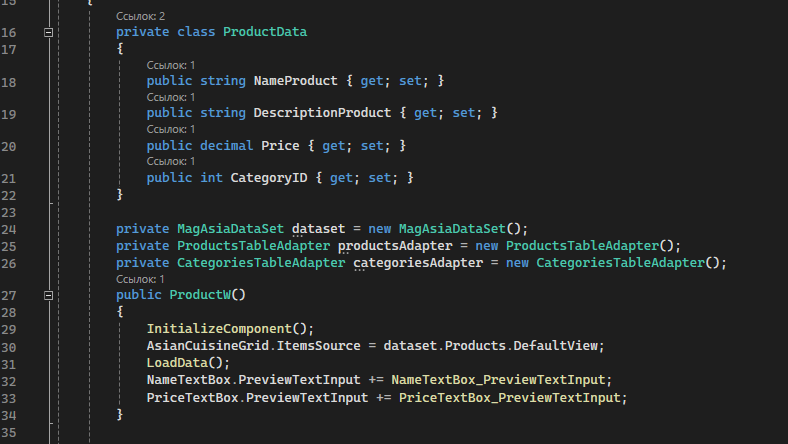 15 {
Ссылок: 2
16 private class ProductData
17 {
Ссылок: 1
18 public string NameProduct { get; set; }
Ссылок: 1
19 public string DescriptionProduct { get; set; }
Ссылок: 1
20 public decimal Price { get; set; }
Ссылок: 1
21 public int CategoryID { get; set; }
22 }
23
24 private MagAsiaDataSet dataset = new MagAsiaDataSet();
25 private ProductsTableAdapter productsAdapter = new ProductsTableAdapter();
26 private CategoriesTableAdapter categoriesAdapter = new CategoriesTableAdapter();
Ссылок: 1
27 public ProductW()
28 {
29 InitializeComponent();
30 AsianCuisineGrid.ItemsSource = dataset.Products.DefaultView;
31 LoadData();
32 NameTextBox.PreviewTextInput += NameTextBox_PreviewTextInput;
33 PriceTextBox.PreviewTextInput += PriceTextBox_PreviewTextInput;
34 }
35